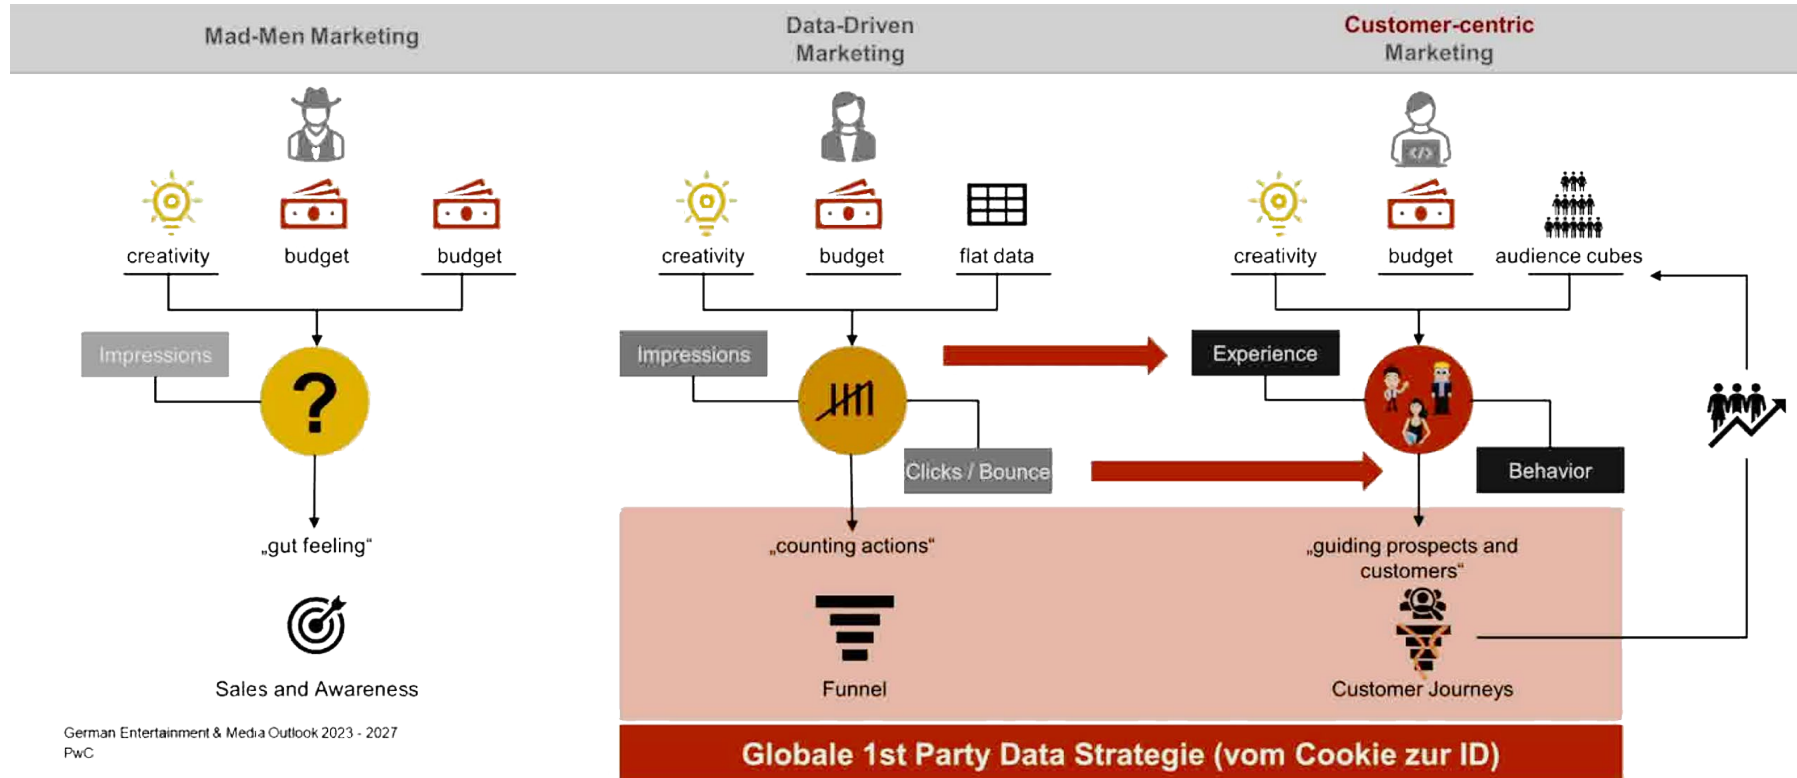 Mad-Men Marketing
Data-Driven
Marketing
Customer-centric
Marketing
creativity
budget
budget
creativity
budget
flat data
creativity
budget
audience cubes
Impressions
?
Impressions
Clicks / Bounce
Experience
Behavior
</>
„gut feeling“
„counting actions“
„guiding prospects and
customers“
Sales and Awareness
Funnel
Customer Journeys
German Entertainment & Media Outlook 2023 - 2027
PwC
Globale 1st Party Data Strategie (vom Cookie zur ID)